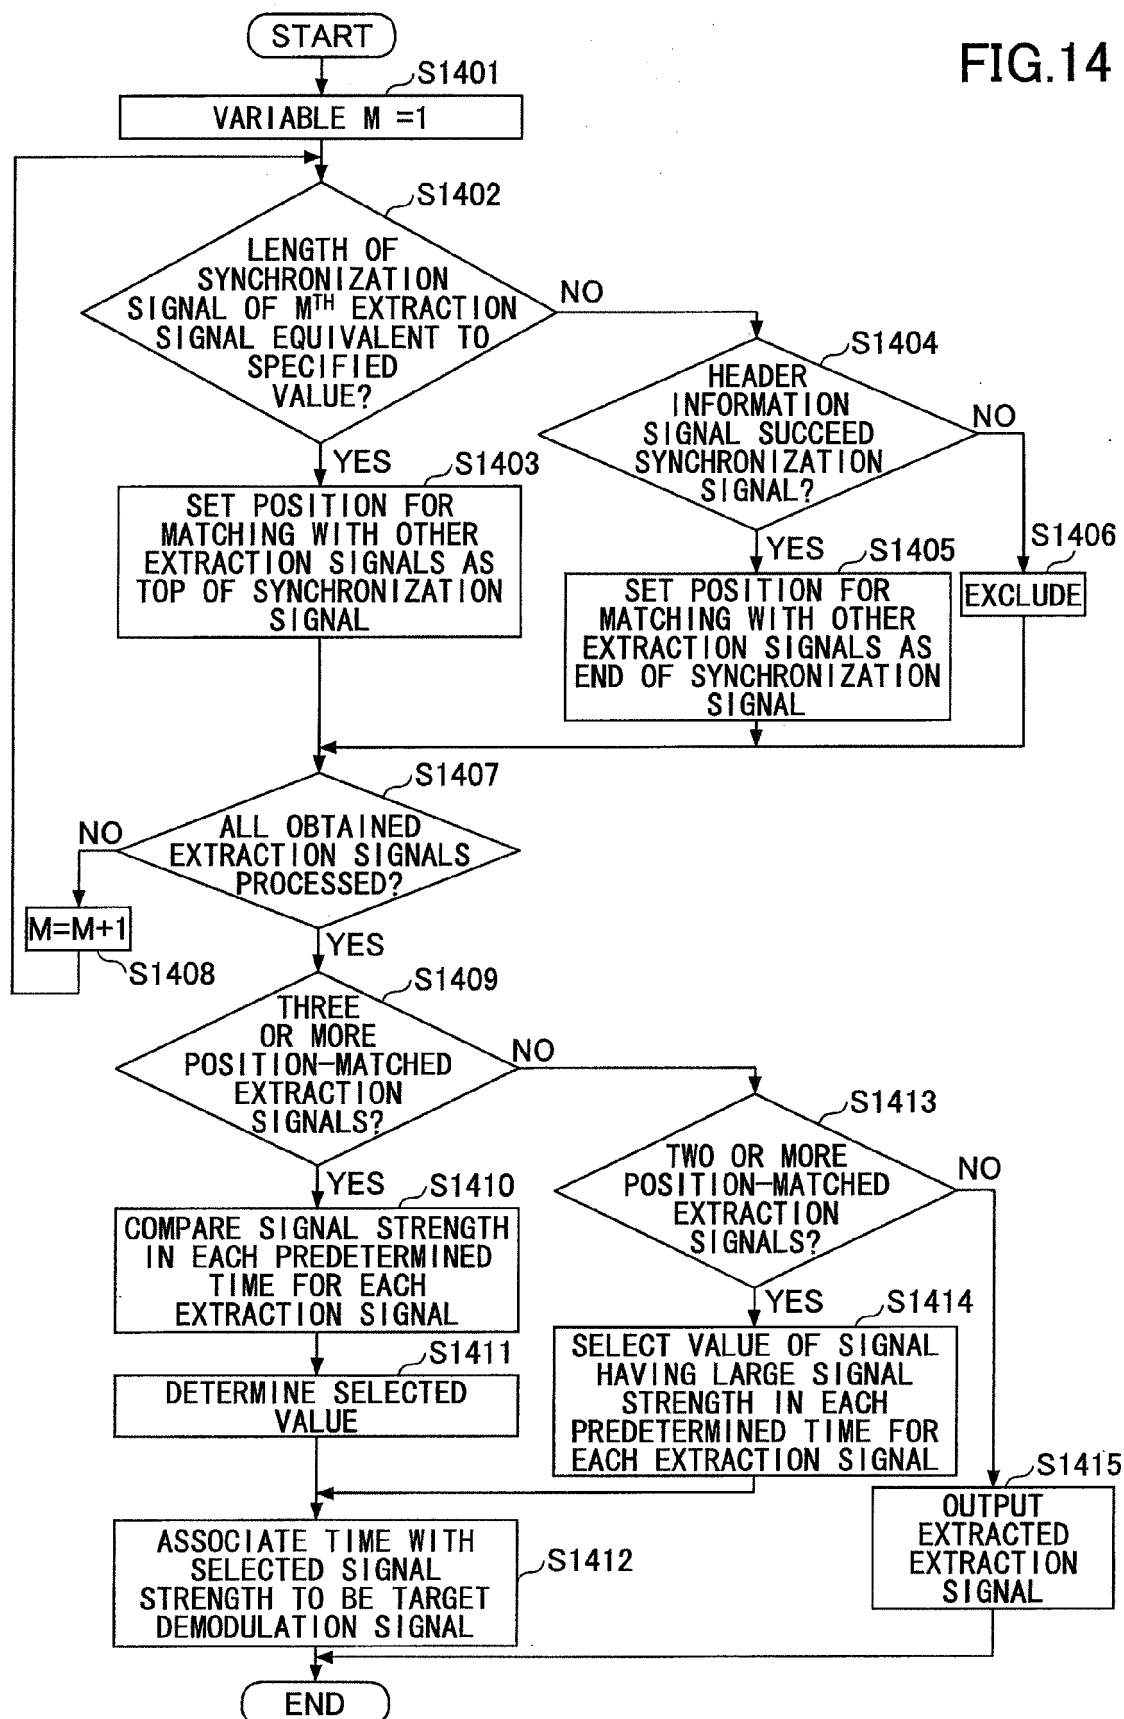 START
FIG.14
S1401
VARIABLE M =1
S1402
LENGTH OF
SYNCHRONIZATION
SIGNAL OF MTH EXTRACTION
SIGNAL EQUIVALENT TO
SPECIFIED
VALUE?
NO
S1404
HEADER
INFORMATION
SIGNAL SUCCEED
SYNCHRONIZATION
SIGNAL?
NO
YES
S1403
SET POSITION FOR
MATCHING WITH OTHER
EXTRACTION SIGNALS AS
TOP OF SYNCHRONIZATION
SIGNAL
YES
S1405
SET POSITION FOR
MATCHING WITH OTHER
EXTRACTION SIGNALS AS
END OF SYNCHRONIZATION
SIGNAL
S1406
EXCLUDE
S1407
ALL OBTAINED
EXTRACTION SIGNALS
PROCESSED?
NO
M=M+1
S1408
YES
S1409
THREE
OR MORE
POSITION-MATCHED
EXTRACTION
SIGNALS?
NO
S1413
TWO OR MORE
POSITION-MATCHED
EXTRACTION
SIGNALS?
NO
YES
S1410
COMPARE SIGNAL STRENGTH
IN EACH PREDETERMINED
TIME FOR EACH
EXTRACTION SIGNAL
YES
S1414
SELECT VALUE OF SIGNAL
HAVING LARGE SIGNAL
STRENGTH IN EACH
PREDETERMINED TIME FOR
EACH EXTRACTION SIGNAL
S1411
DETERMINE SELECTED
VALUE
S1415
OUTPUT
EXTRACTED
EXTRACTION
SIGNAL
S1412
ASSOCIATE TIME WITH
SELECTED SIGNAL
STRENGTH TO BE TARGET
DEMODULATION SIGNAL
END